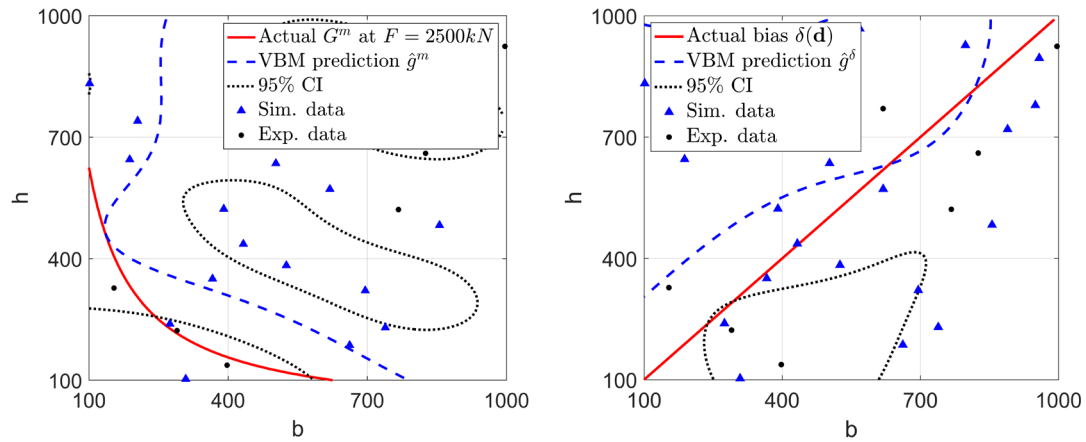 1000
700
400
100
h
100
400
700
1000
b
Actual G^m at F = 2500kN
VBM prediction ĝ^m
95% CI
Sim. data
Exp. data
1000
700
400
100
h
100
400
700
1000
b
Actual bias δ(d)
VBM prediction ĝ^δ
95% CI
Sim. data
Exp. data